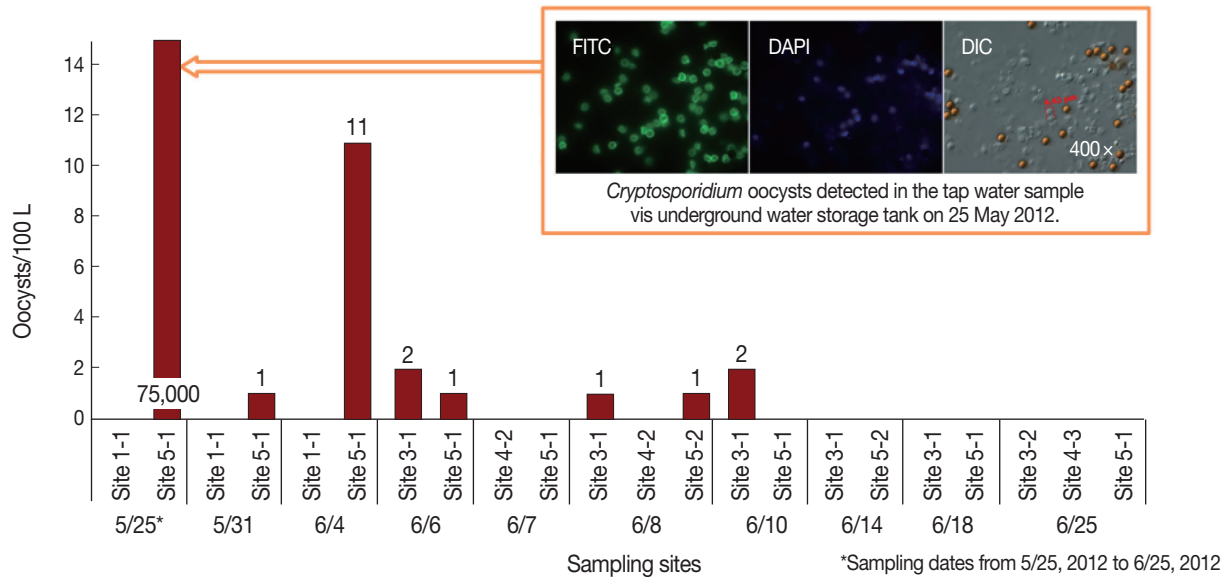 FITC
DAPI
DIC
400 ×
Cryptosporidium oocysts detected in the tap water sample
vis underground water storage tank on 25 May 2012.
Oocysts/100 L
14
12
10
8
6
4
2
0
75,000
1
11
2
1
1
1
2
Site 1-1
Site 5-1
Site 1-1
Site 5-1
Site 1-1
Site 5-1
Site 3-1
Site 5-1
Site 4-2
Site 5-1
Site 3-1
Site 4-2
Site 5-2
Site 3-1
Site 5-1
Site 3-1
Site 5-2
Site 3-1
Site 5-1
Site 3-2
Site 4-3
Site 5-1
5/25*
5/31
6/4
6/6
6/7
6/8
6/10
6/14
6/18
6/25
Sampling sites
*Sampling dates from 5/25, 2012 to 6/25, 2012